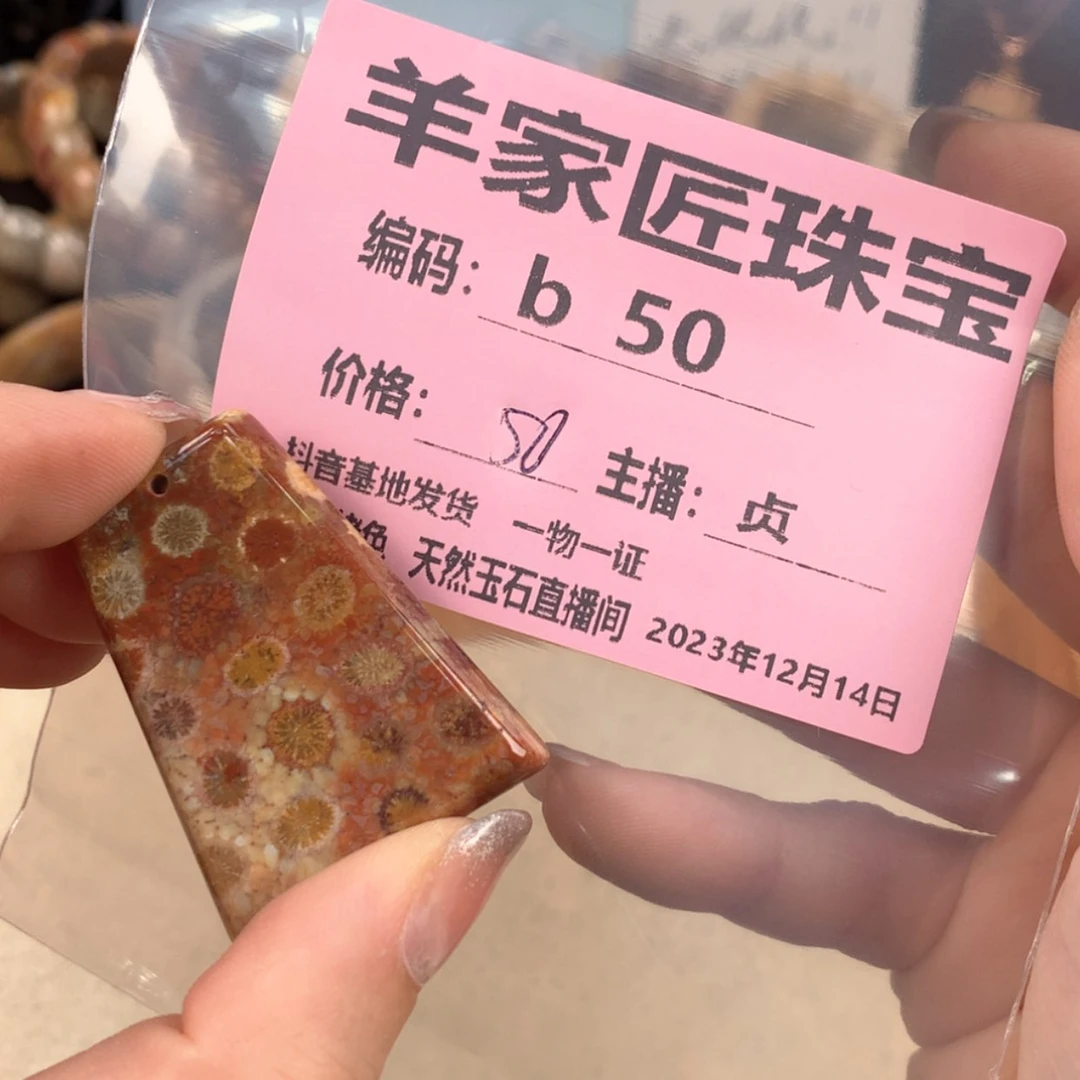 羊家匠珠宝
编码：b 50
价格：50 主播：贞
抖音基地发货 一物一证
色 天然玉石直播间 2023年12月14日